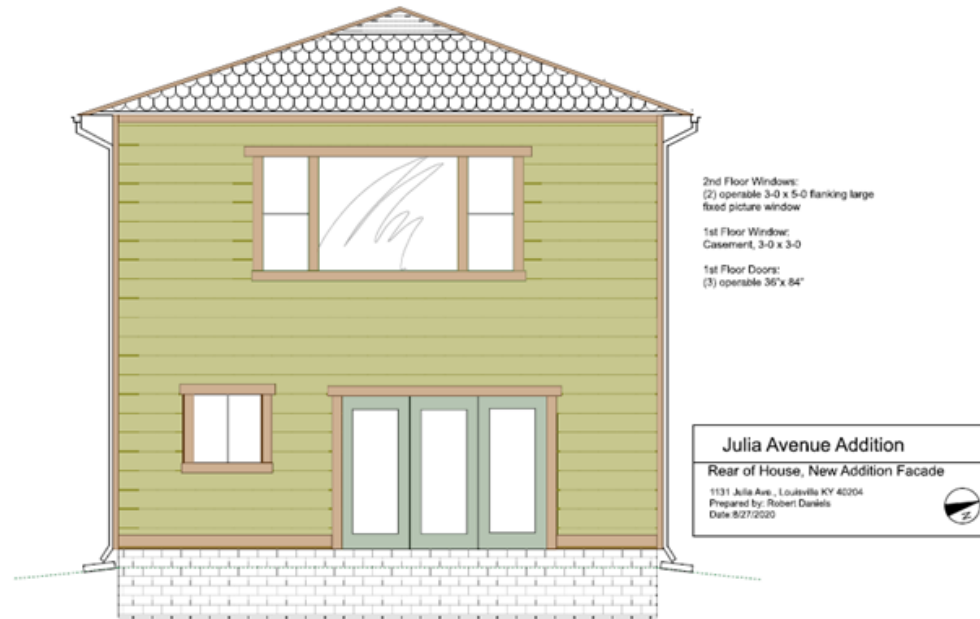 2nd Floor Windows:
(2) operable 3-0 x 5-0 flanking large
fixed picture window
1st Floor Window:
Casement, 3-0 x 3-0
1st Floor Doors:
(3) operable 36"x 84"
Julia Avenue Addition
Rear of House, New Addition Facade
1131 Julia Ave., Louisville KY 40204
Prepared by: Robert Daniels
Date:8/27/2020
Z